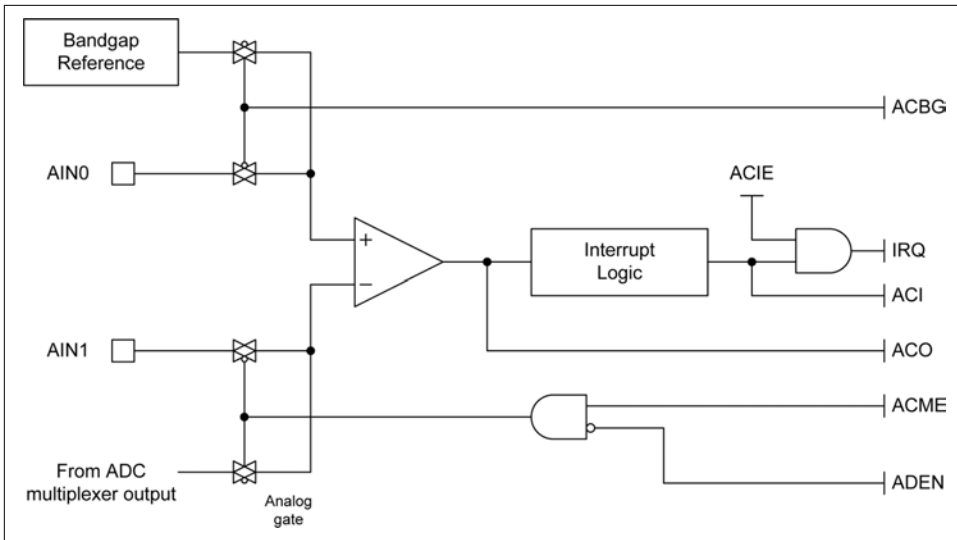 Bandgap
Reference
ACBG
AIN0
ACIE
+
Interrupt
Logic
IRQ
−
ACI
AIN1
ACO
ACME
From ADC
multiplexer output
Analog
gate
ADEN